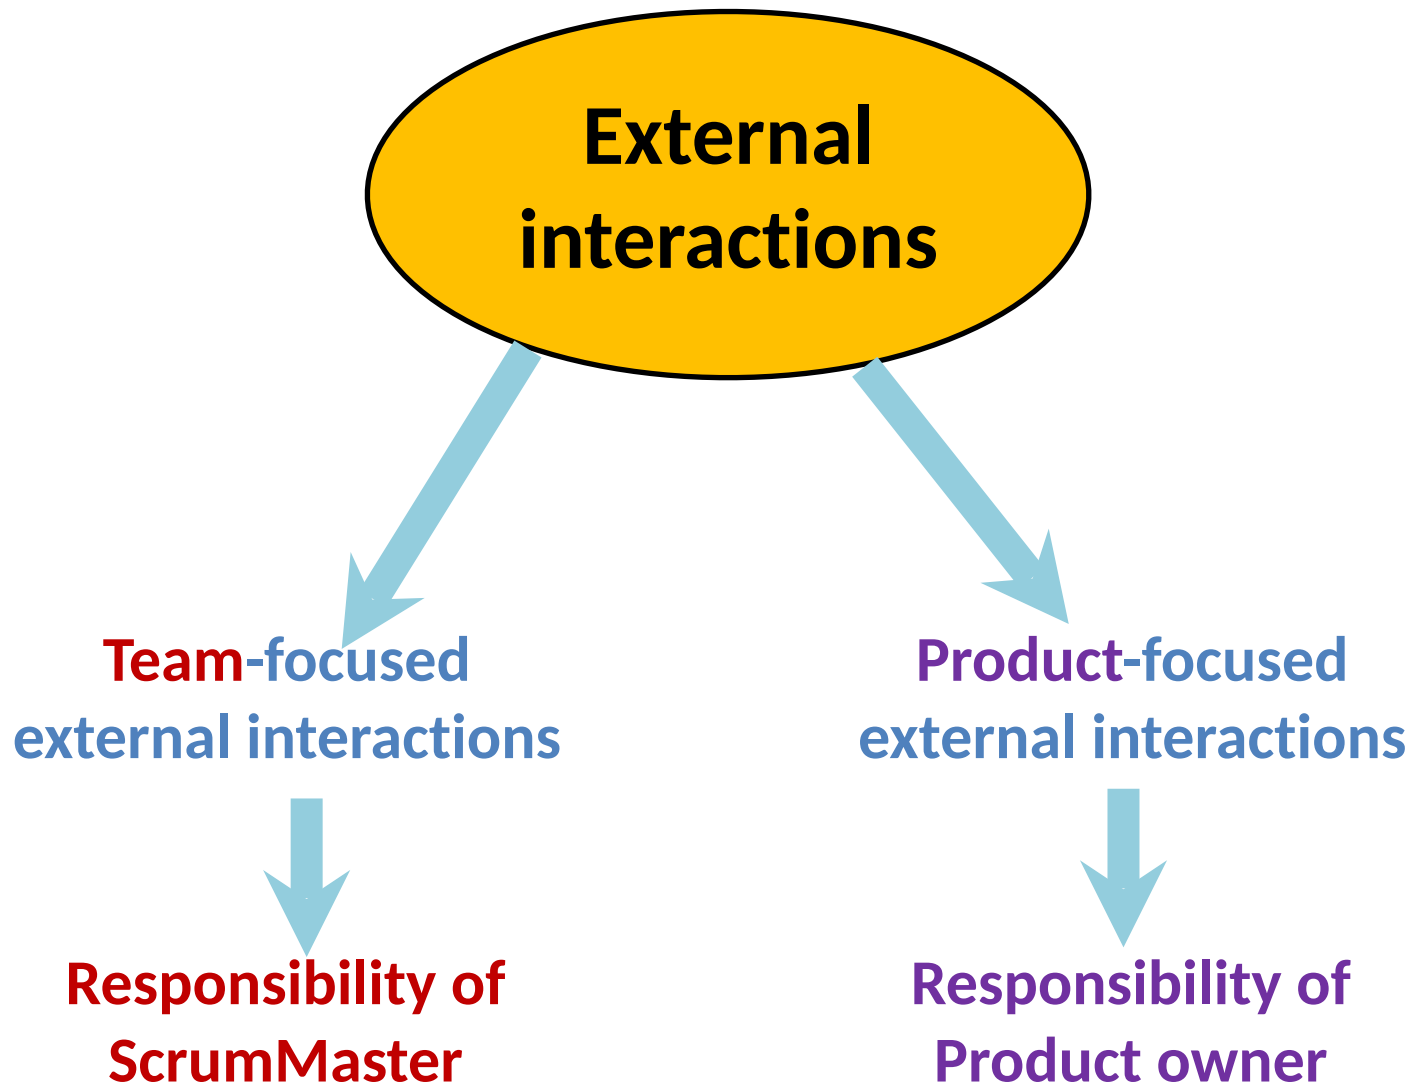 External
interactions
Team-focused
external interactions
Product-focused
external interactions
Responsibility of
ScrumMaster
Responsibility of
Product owner